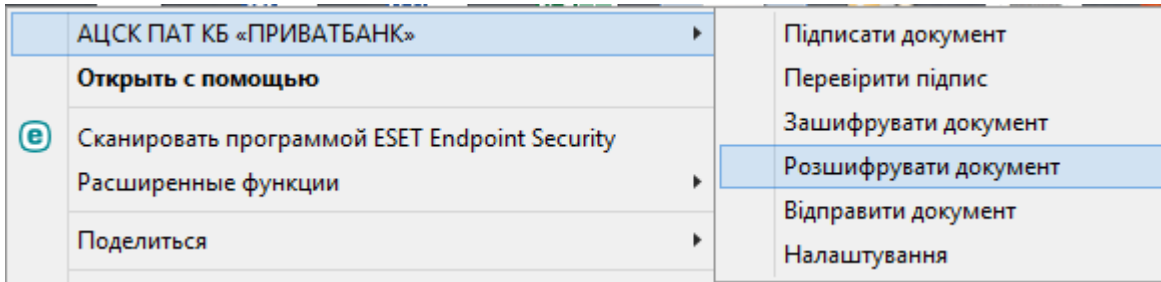 АЦСК ПАТ КБ «ПРИВАТБАНК»
Открыть с помощью
Сканировать программой ESET Endpoint Security
Расширенные функции
Поделиться
Підписати документ
Перевірити підпис
Зашифрувати документ
Розшифрувати документ
Відправити документ
Налаштування